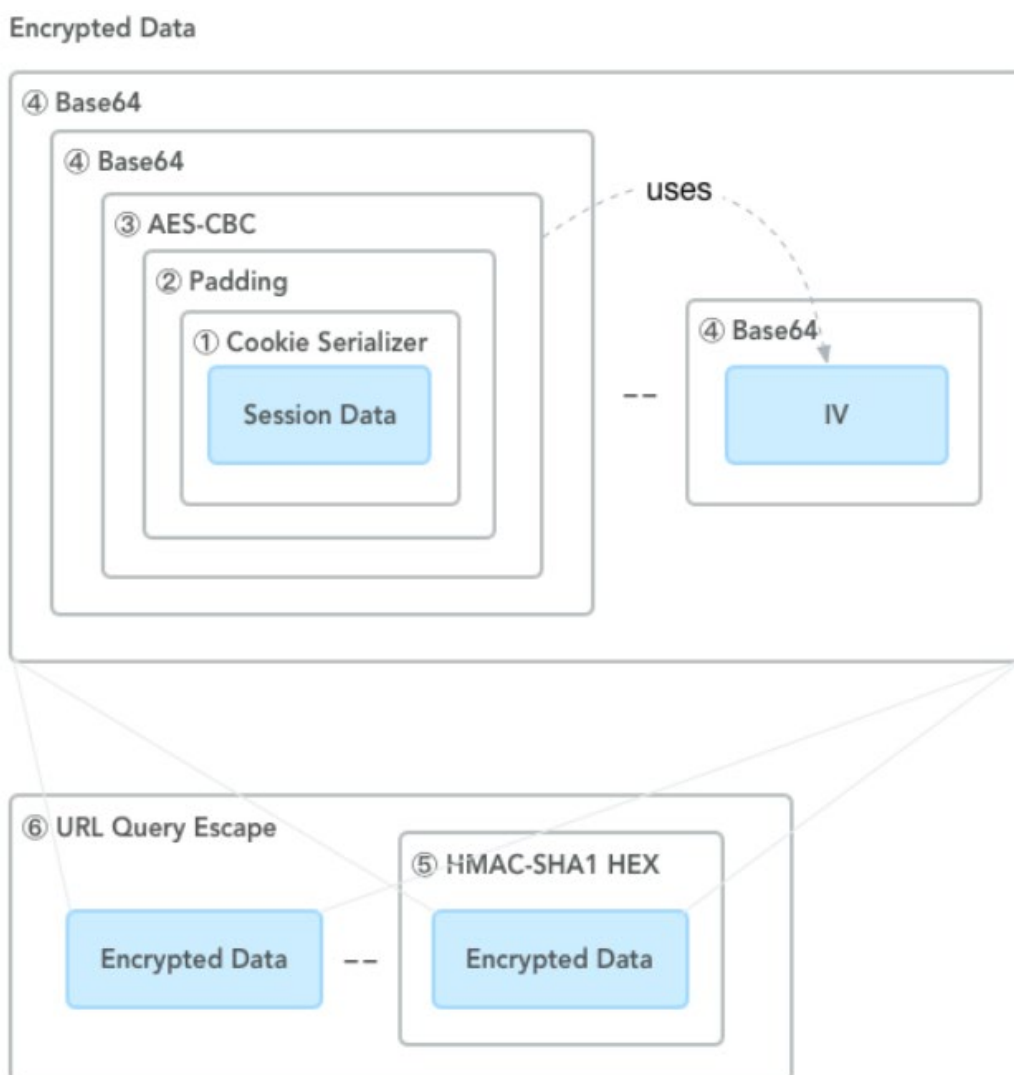 Encrypted Data
④ Base64
④ Base64
uses
③ AES-CBC
② Padding
① Cookie Serializer
④ Base64
Session Data
--
IV
⑥ URL Query Escape
⑤ HMAC-SHA1 HEX
Encrypted Data
--
Encrypted Data